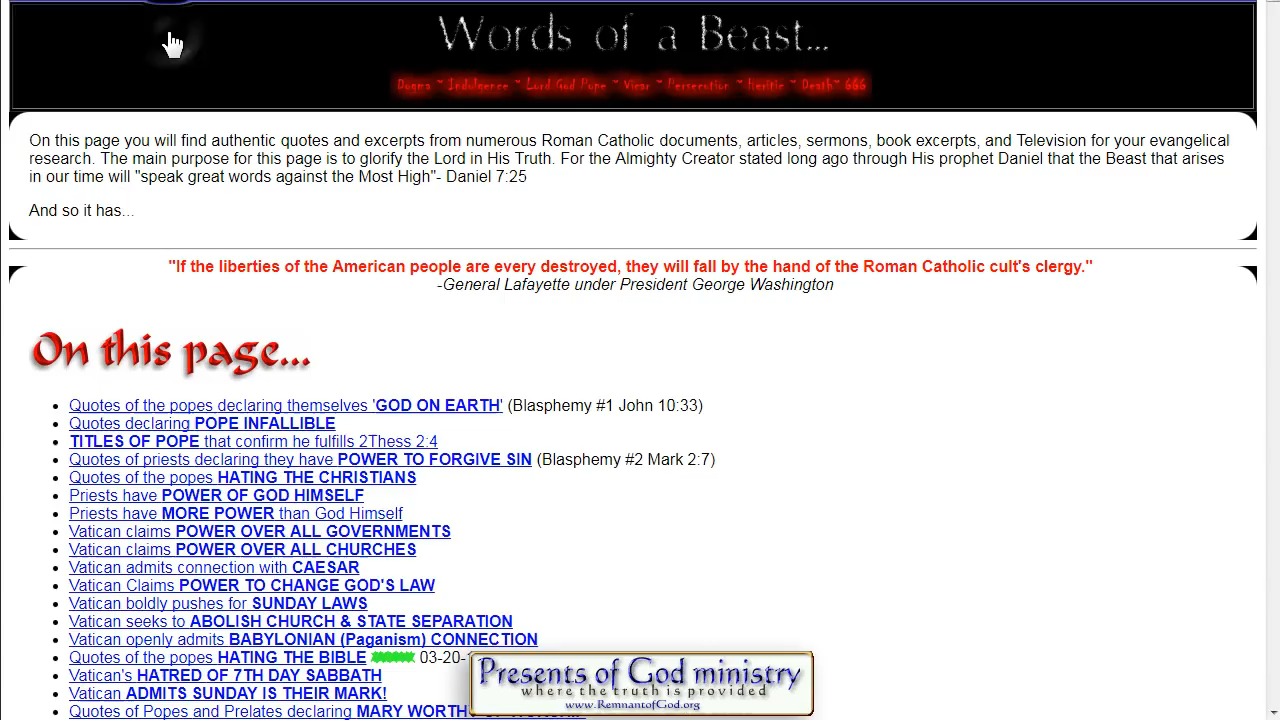 Words of a Beast...
Dogma ~ Indulgence ~ Lord God Pope ~ Vicar ~ Persecution ~ Heritic ~ Death~ 666
On this page you will find authentic quotes and excerpts from numerous Roman Catholic documents, articles, sermons, book excerpts, and Television for your evangelical
research. The main purpose for this page is to glorify the Lord in His Truth. For the Almighty Creator stated long ago through His prophet Daniel that the Beast that arises
in our time will "speak great words against the Most High"- Daniel 7:25
And so it has...
"If the liberties of the American people are every destroyed, they will fall by the hand of the Roman Catholic cult's clergy."
-General Lafayette under President George Washington
On this page...
• Quotes of the popes declaring themselves 'GOD ON EARTH' (Blasphemy #1 John 10:33)
• Quotes declaring POPE INFALLIBLE
• TITLES OF POPE that confirm he fulfills 2Thess 2:4
• Quotes of priests declaring they have POWER TO FORGIVE SIN (Blasphemy #2 Mark 2:7)
• Quotes of the popes HATING THE CHRISTIANS
• Priests have POWER OF GOD HIMSELF
• Priests have MORE POWER than God Himself
• Vatican claims POWER OVER ALL GOVERNMENTS
• Vatican claims POWER OVER ALL CHURCHES
• Vatican admits connection with CAESAR
• Vatican Claims POWER TO CHANGE GOD'S LAW
• Vatican boldly pushes for SUNDAY LAWS
• Vatican seeks to ABOLISH CHURCH & STATE SEPARATION
• Vatican openly admits BABYLONIAN (Paganism) CONNECTION
• Quotes of the popes HATING THE BIBLE 03-20-
• Vatican's HATRED OF 7TH DAY SABBATH
• Vatican ADMITS SUNDAY IS THEIR MARK!
• Quotes of Popes and Prelates declaring MARY
Presents of God ministry
where the truth is provided
www.RemnantofGod.org